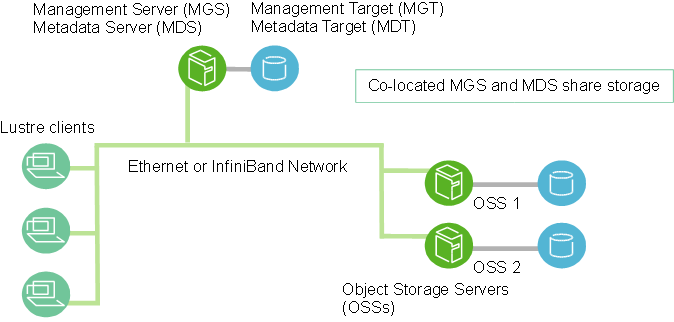 Management Server (MGS)
Metadata Server (MDS)
Management Target (MGT)
Metadata Target (MDT)
Co-located MGS and MDS share storage
Lustre clients
Ethernet or InfiniBand Network
OSS 1
OSS 2
Object Storage Servers
(OSSs)